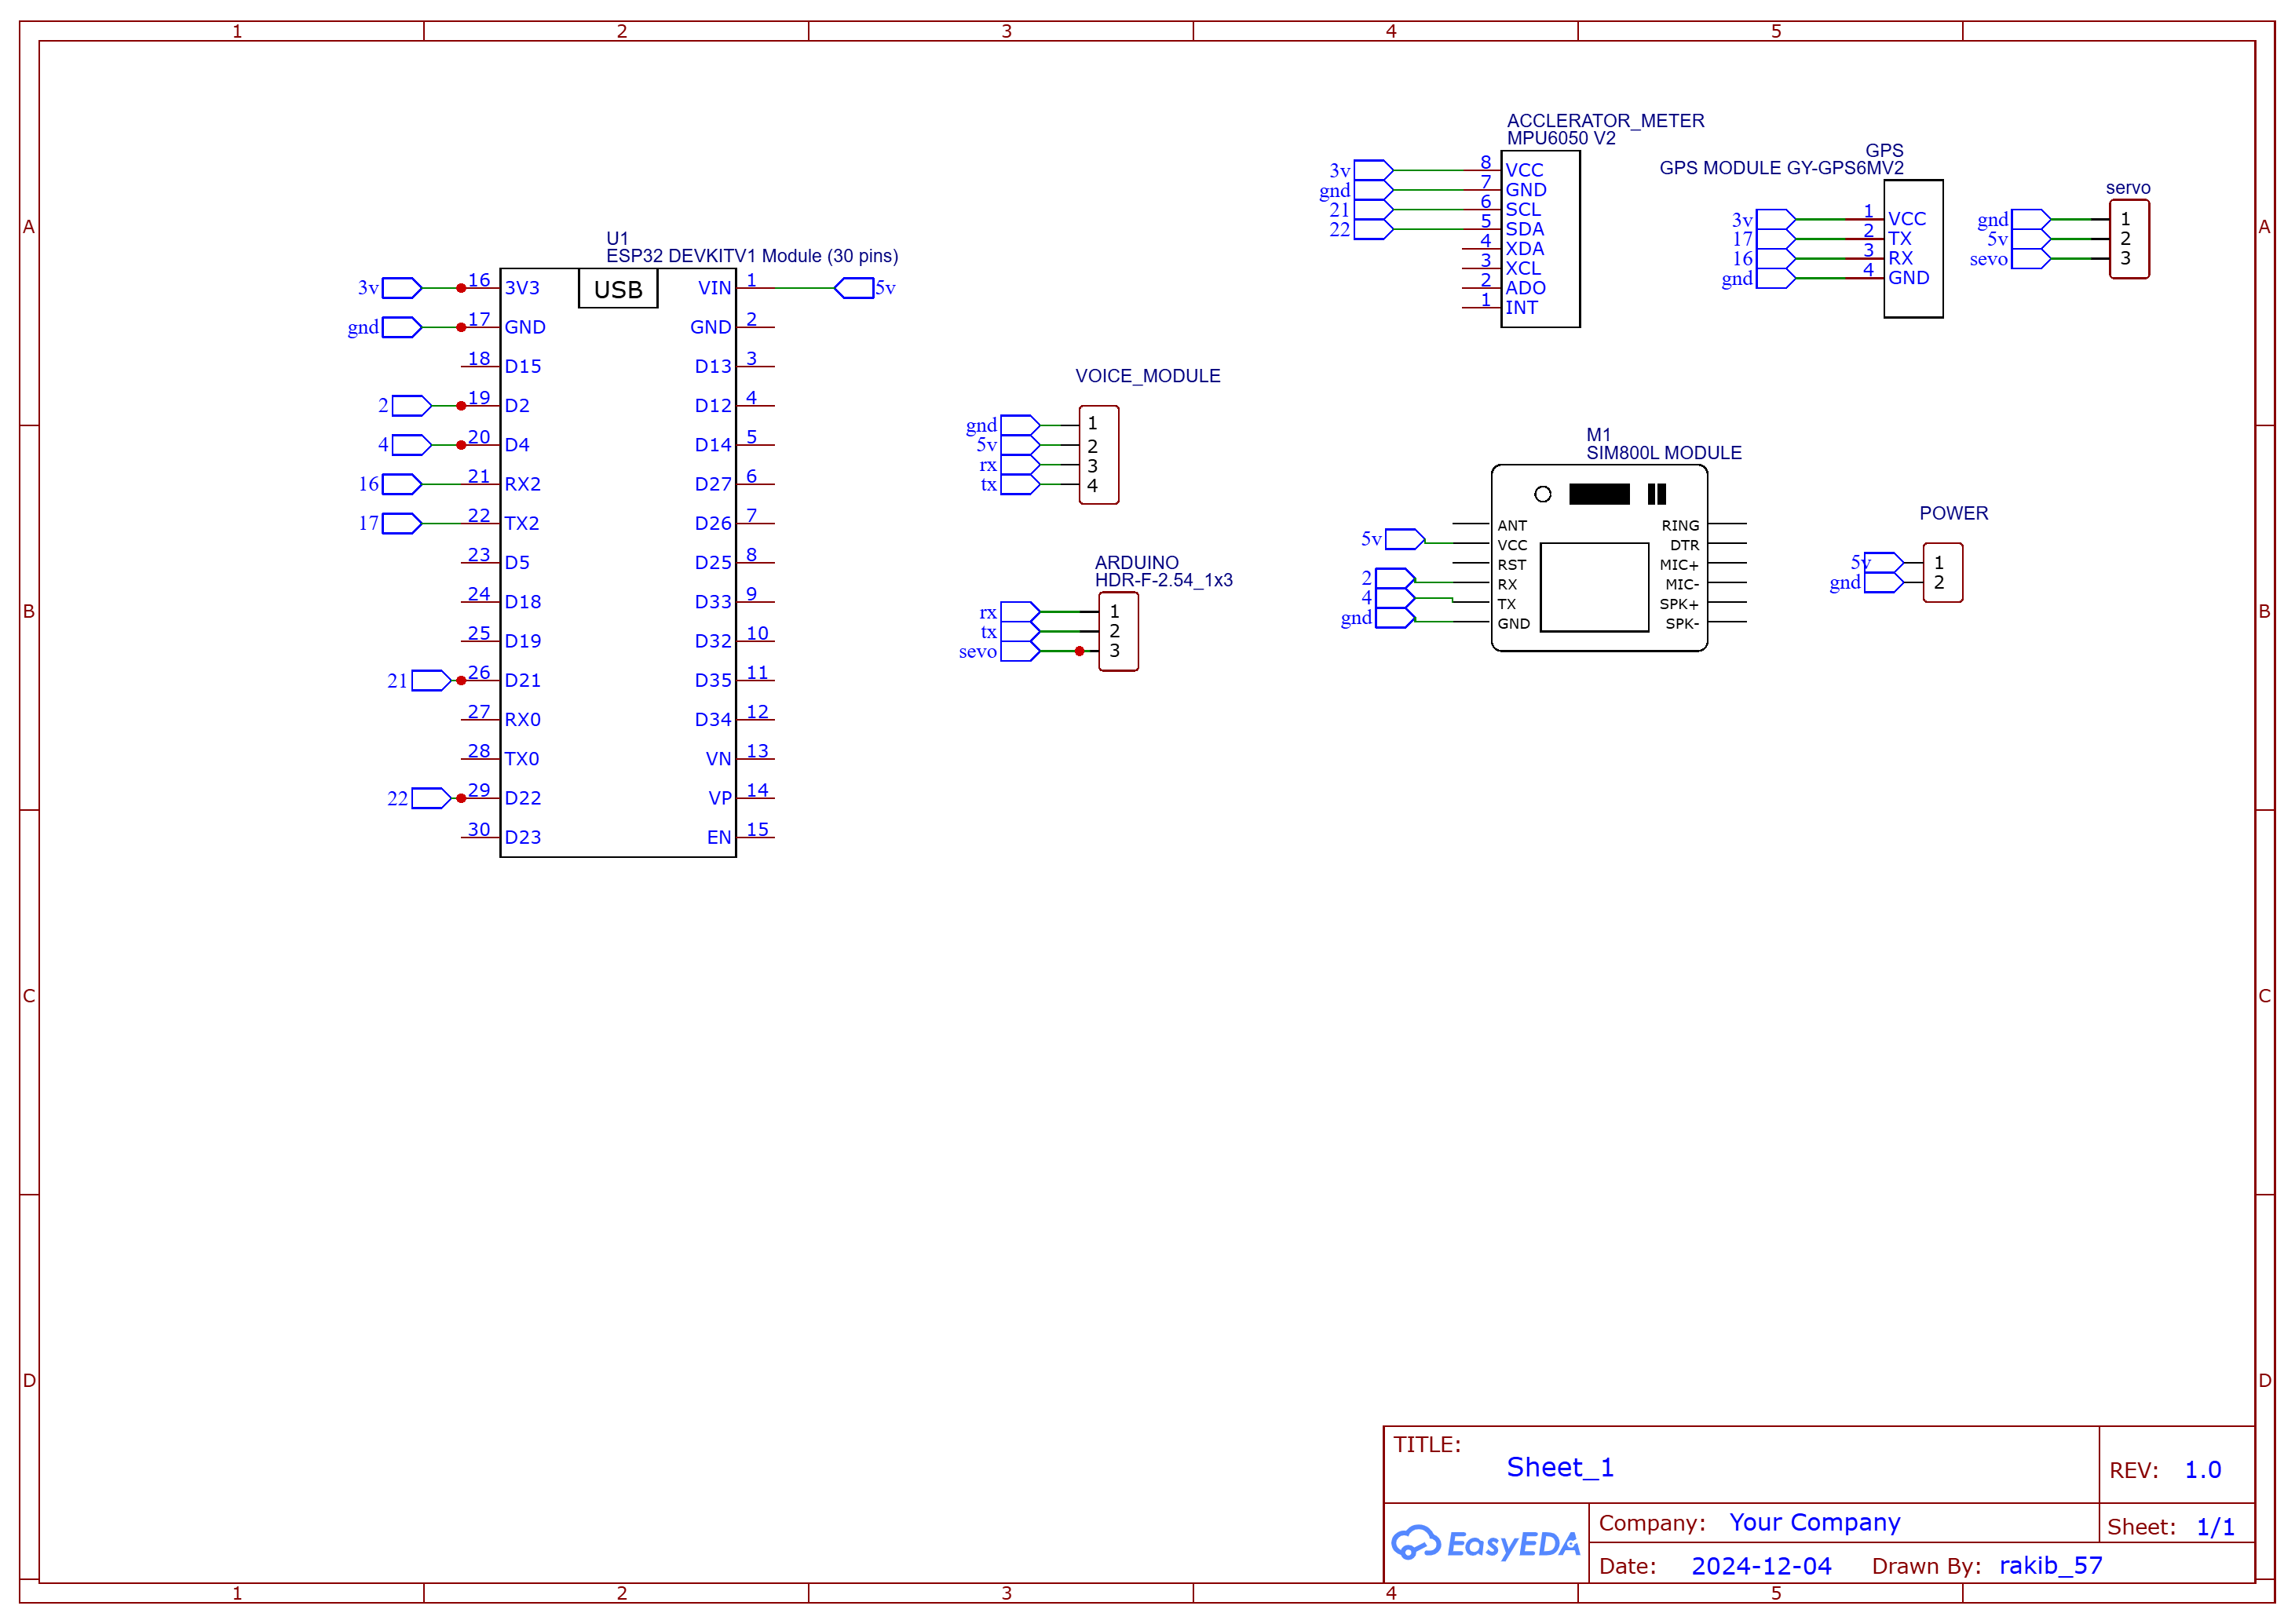 1 2 3 4 5
A A
B B
C C
D D
1 2 3 4 5
U1
ESP32 DEVKITV1 Module (30 pins)
USB
3v 16 3V3 VIN 1 5v
gnd 17 GND GND 2
18 D15 D13 3
2 19 D2 D12 4
4 20 D4 D14 5
16 21 RX2 D27 6
17 22 TX2 D26 7
23 D5 D25 8
24 D18 D33 9
25 D19 D32 10
21 26 D21 D35 11
27 RX0 D34 12
28 TX0 VN 13
22 29 D22 VP 14
30 D23 EN 15
VOICE_MODULE
gnd 1
5v 2
rx 3
tx 4
ARDUINO
HDR-F-2.54_1x3
rx 1
tx 2
sevo 3
ACCLERATOR_METER
MPU6050 V2
3v 8 VCC
gnd 7 GND
21 6 SCL
22 5 SDA
4 XDA
3 XCL
2 ADO
1 INT
GPS
GPS MODULE GY-GPS6MV2
3v 1 VCC
17 2 TX
16 3 RX
gnd 4 GND
servo
gnd 1
5v 2
sevo 3
M1
SIM800L MODULE
ANT RING
5v VCC DTR
RST MIC+
2 RX MIC-
4 TX SPK+
gnd GND SPK-
POWER
5v 1
gnd 2
TITLE:
Sheet_1
REV: 1.0
EasyEDA
Company: Your Company
Sheet: 1/1
Date: 2024-12-04 Drawn By: rakib_57